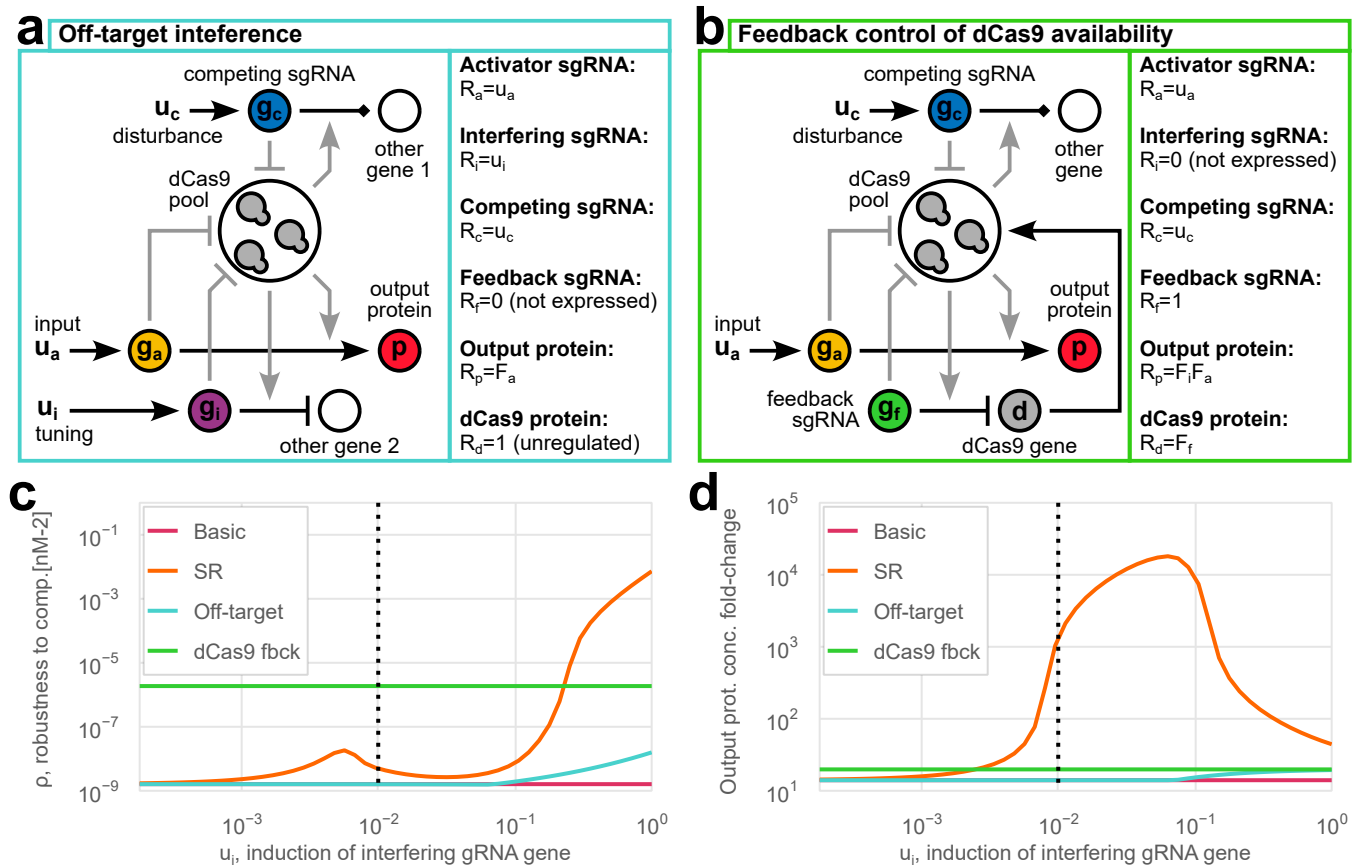 a
Off-target inteference
competing sgRNA
u_c
g_c
disturbance
other
gene 1
dCas9
pool
output
protein
input
u_a
g_a
p
u_i
g_i
tuning
other gene 2
Activator sgRNA:
R_a=u_a
Interfering sgRNA:
R_i=u_i
Competing sgRNA:
R_c=u_c
Feedback sgRNA:
R_f=0 (not expressed)
Output protein:
R_p=F_a
dCas9 protein:
R_d=1 (unregulated)
b
Feedback control of dCas9 availability
competing sgRNA
u_c
g_c
disturbance
other
gene
dCas9
pool
output
protein
input
u_a
g_a
p
feedback
sgRNA
g_f
d
dCas9 gene
Activator sgRNA:
R_a=u_a
Interfering sgRNA:
R_i=0 (not expressed)
Competing sgRNA:
R_c=u_c
Feedback sgRNA:
R_f=1
Output protein:
R_p=F_iF_a
dCas9 protein:
R_d=F_f
c
ρ, robustness to comp.[nM-2]
10^-1
10^-3
10^-5
10^-7
10^-9
Basic
SR
Off-target
dCas9 fbck
10^-3
10^-2
10^-1
10^0
u_i, induction of interfering gRNA gene
d
Output prot. conc. fold-change
10^5
10^4
10^3
10^2
10^1
Basic
SR
Off-target
dCas9 fbck
10^-3
10^-2
10^-1
10^0
u_i, induction of interfering gRNA gene